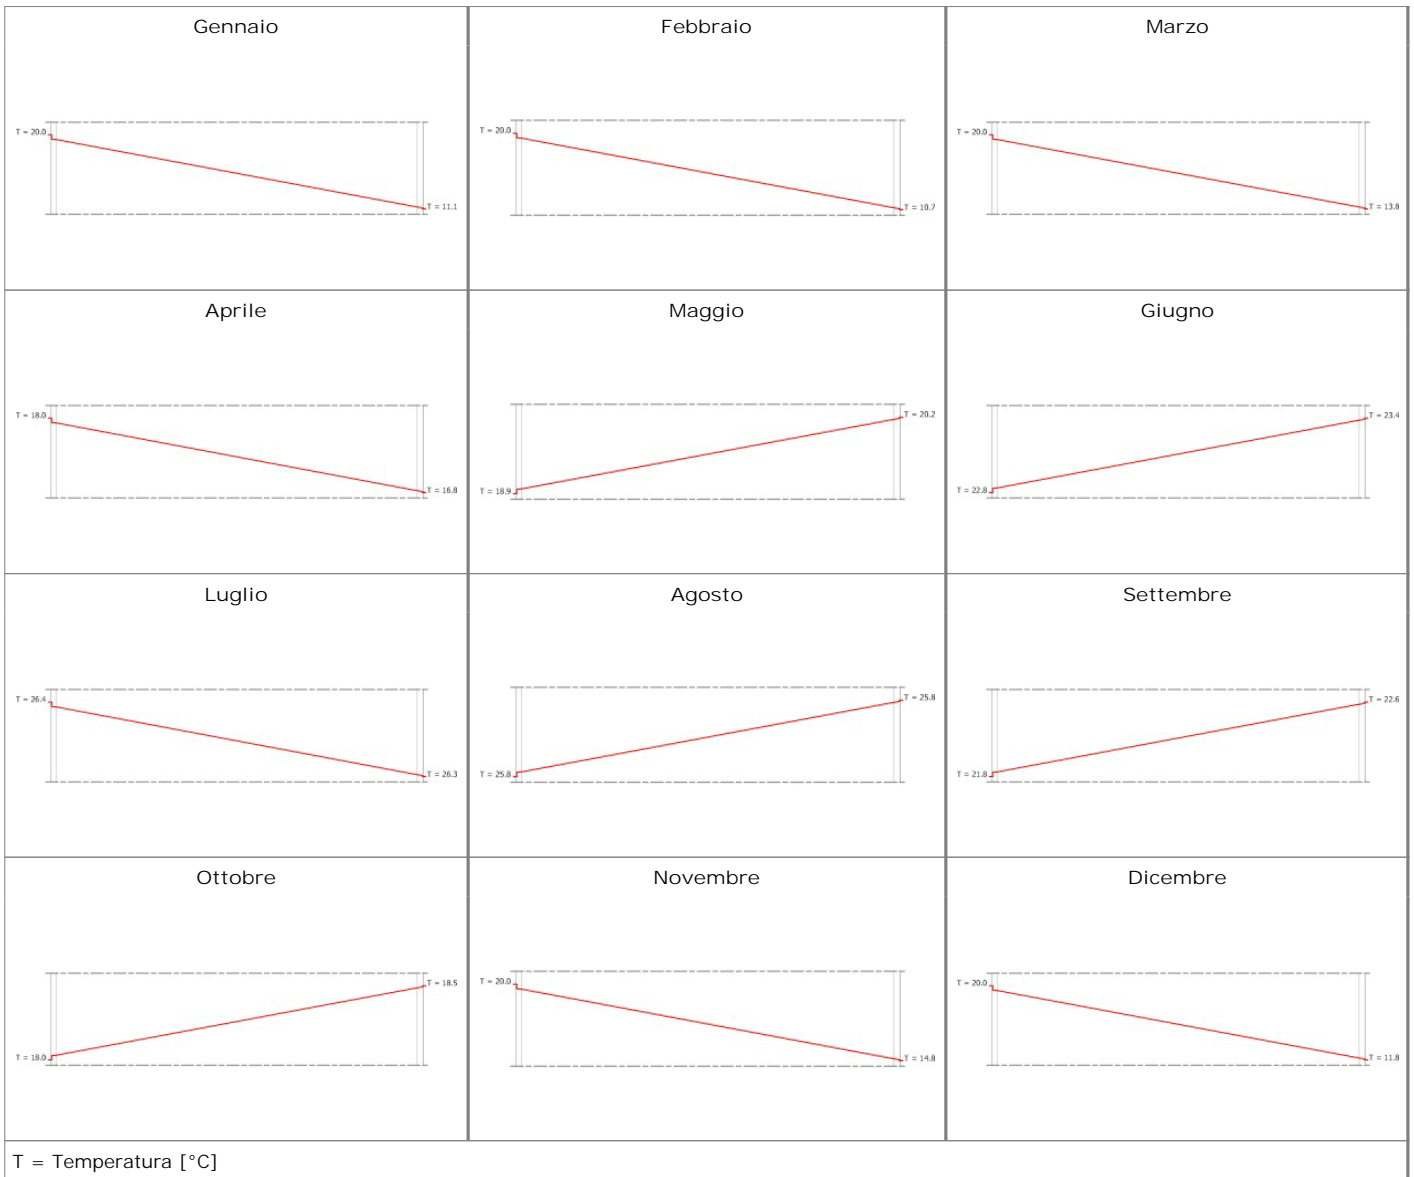 Gennaio
Febbraio
Marzo
T = 20.0
T = 11.1
T = 20.0
T = 10.7
T = 20.0
T = 13.8
Aprile
Maggio
Giugno
T = 18.0
T = 16.8
T = 18.9
T = 20.2
T = 22.8
T = 23.4
Luglio
Agosto
Settembre
T = 26.4
T = 26.3
T = 25.8
T = 25.8
T = 21.8
T = 22.6
Ottobre
Novembre
Dicembre
T = 18.0
T = 18.5
T = 20.0
T = 14.8
T = 20.0
T = 11.8
T = Temperatura [°C]